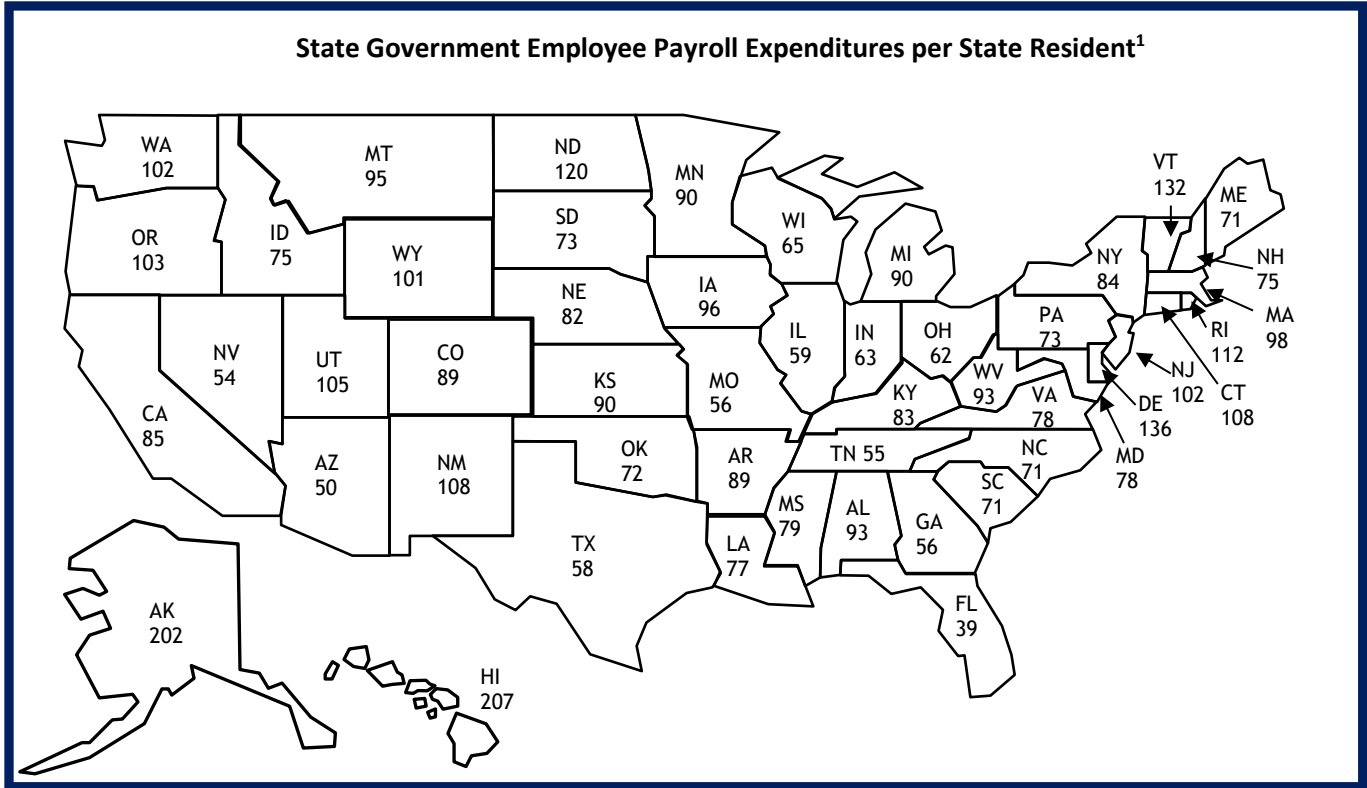 State Government Employee Payroll Expenditures per State Resident¹
WA
102
MT
95
ND
120
MN
90
VT
132
ME
71
OR
103
ID
75
WY
101
SD
73
WI
65
MI
90
NY
84
NH
75
NE
82
IA
96
PA
73
MA
98
RI
112
NV
54
UT
105
CO
89
IL
59
IN
63
OH
62
NJ
102
CT
108
KS
90
MO
56
WV
93
KY
83
VA
78
DE
136
CA
85
MD
78
AZ
50
NM
108
OK
72
AR
89
TN 55
NC
71
SC
71
MS
79
AL
93
GA
56
TX
58
LA
77
FL
39
AK
202
HI
207